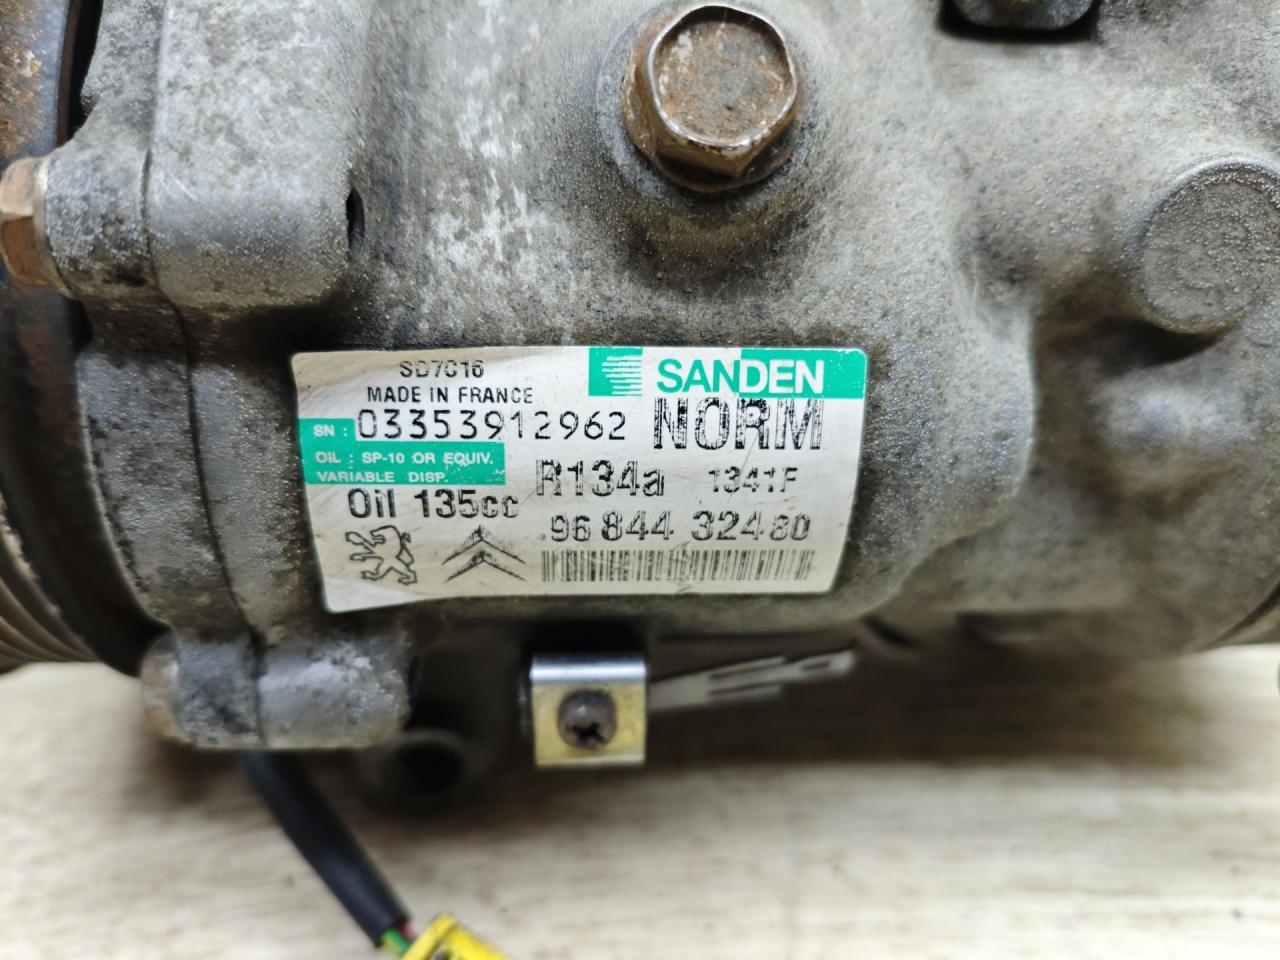 SD7C16
SANDEN
MADE IN FRANCE
SN : 03353912962
NORM
OIL : SP-10 OR EQUIV.
VARIABLE DISP.
R134a 1341F
Oil 135cc
96 844 324 80